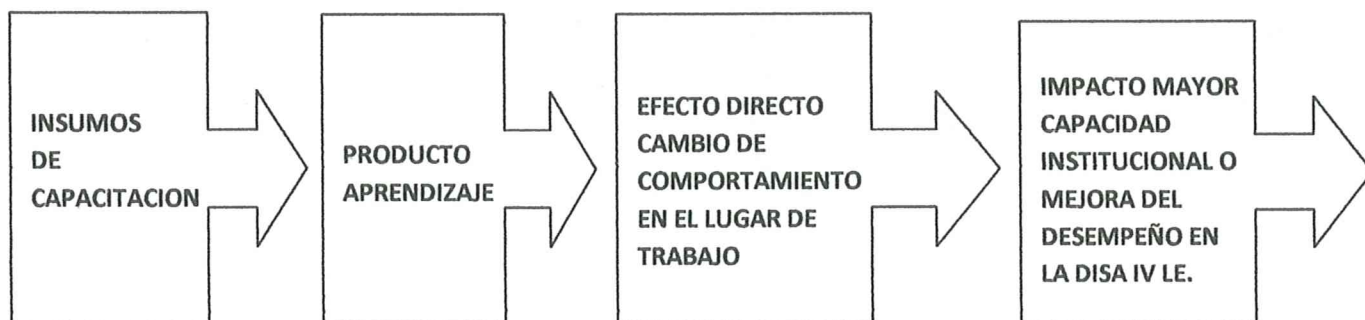 INSUMOS
DE
CAPACITACION
PRODUCTO
APRENDIZAJE
EFECTO DIRECTO
CAMBIO DE
COMPORTAMIENTO
EN EL LUGAR DE
TRABAJO
IMPACTO MAYOR
CAPACIDAD
INSTITUCIONAL O
MEJORA DEL
DESEMPEÑO EN
LA DISA IV LE.